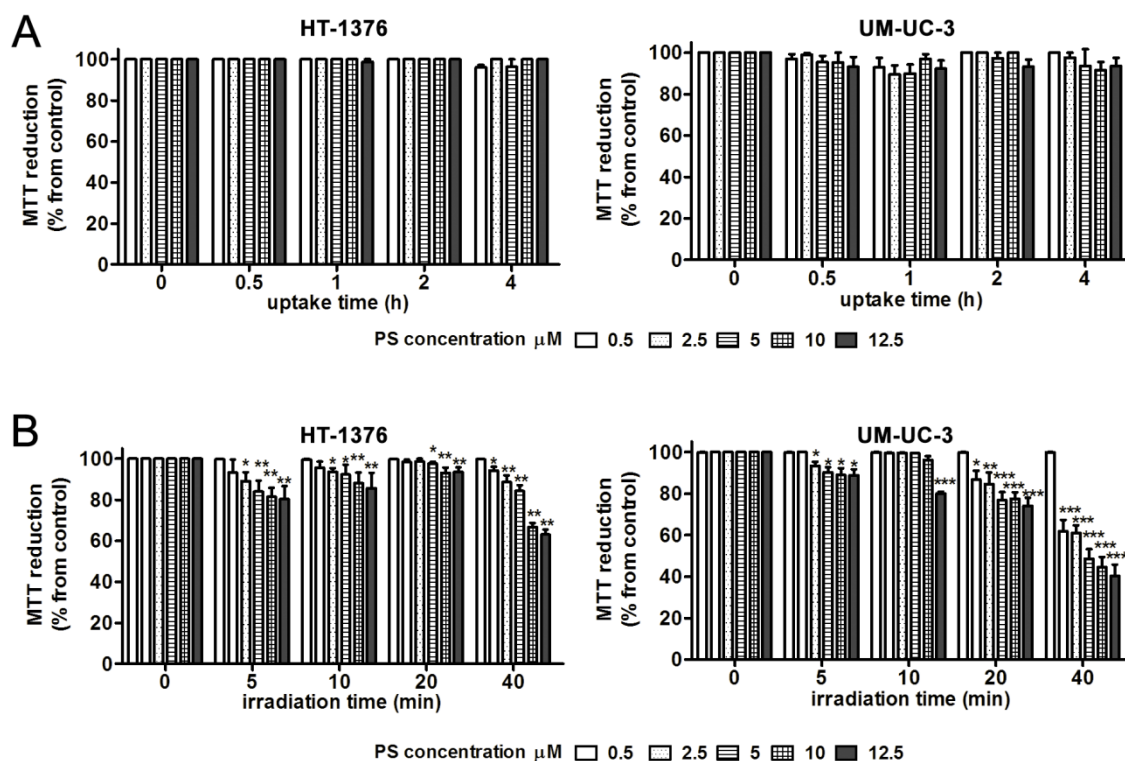 A
HT-1376
UM-UC-3
MTT reduction
(% from control)
100
80
60
40
20
0
0 0.5 1 2 4
uptake time (h)
MTT reduction
(% from control)
100
80
60
40
20
0
0 0.5 1 2 4
uptake time (h)
PS concentration μM 0.5 2.5 5 10 12.5
B
HT-1376
UM-UC-3
MTT reduction
(% from control)
100
80
60
40
20
0
* ** ** ** * * ** ** * ** ** * ** ** ** **
0 5 10 20 40
irradiation time (min)
MTT reduction
(% from control)
100
80
60
40
20
0
* * * * *** * ** *** *** *** *** *** *** *** ***
0 5 10 20 40
irradiation time (min)
PS concentration μM 0.5 2.5 5 10 12.5